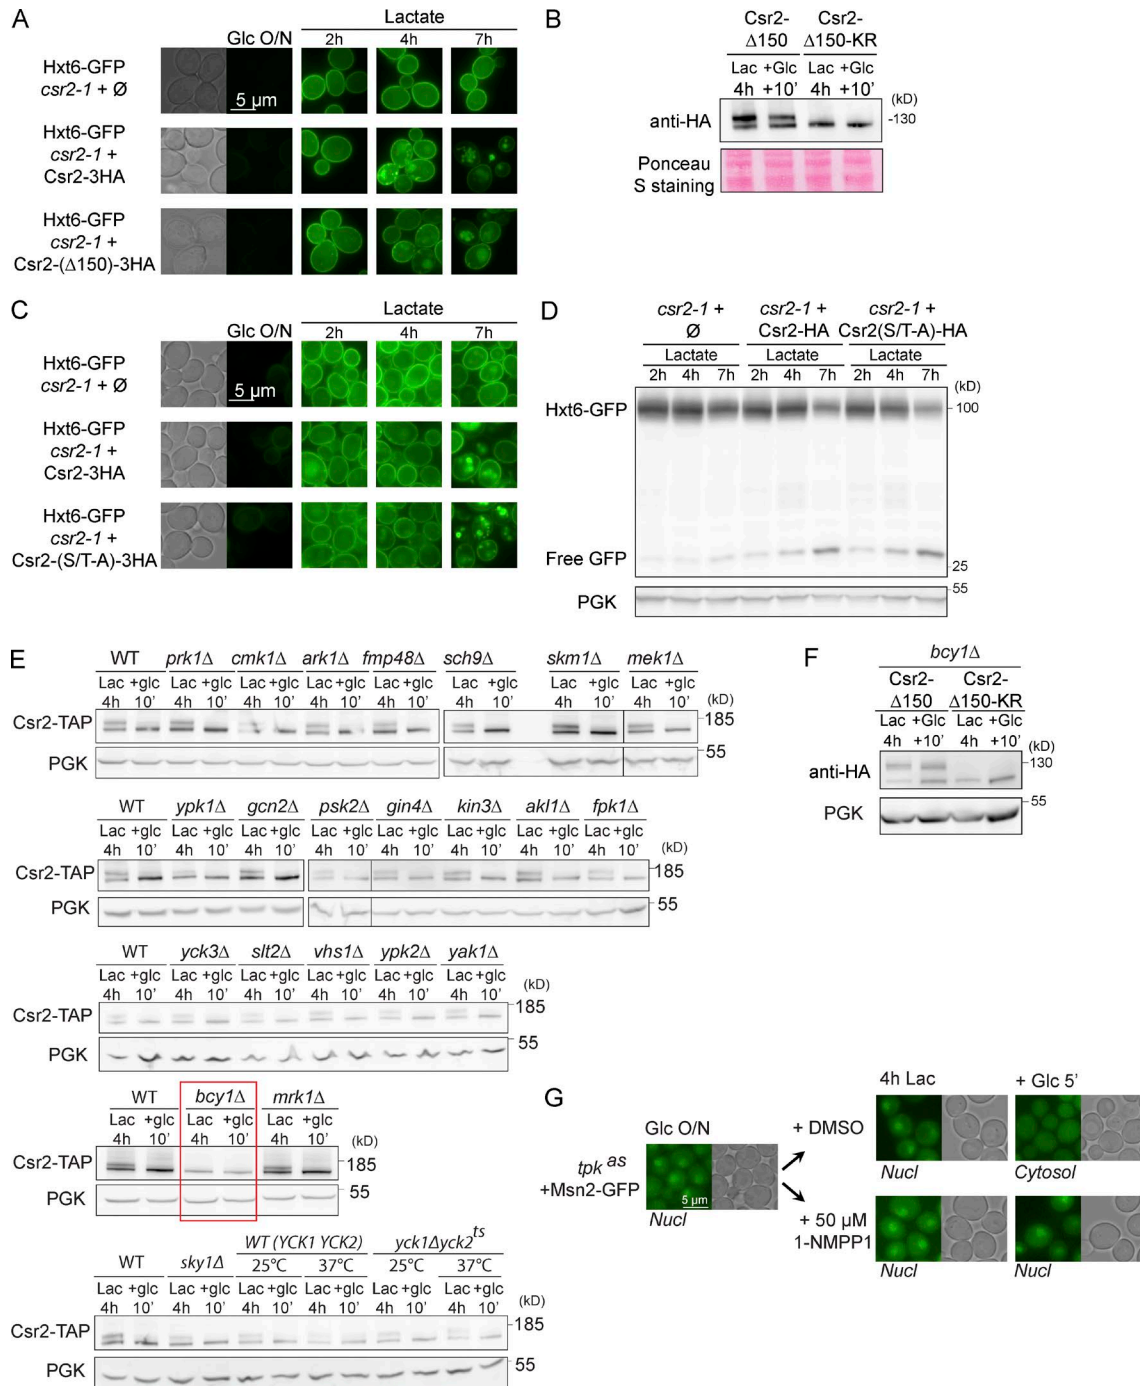 A
Lactate
Glc O/N 2h 4h 7h
Hxt6-GFP
csr2-1 + Ø
5 µm
Hxt6-GFP
csr2-1 +
Csr2-3HA
Hxt6-GFP
csr2-1 +
Csr2-(Δ150)-3HA
B
Csr2- Csr2-
Δ150 Δ150-KR
Lac +Glc Lac +Glc
4h +10' 4h +10'
(kD)
anti-HA -130
Ponceau
S staining
C
Lactate
Glc O/N 2h 4h 7h
Hxt6-GFP
csr2-1 + Ø
5 µm
Hxt6-GFP
csr2-1 +
Csr2-3HA
Hxt6-GFP
csr2-1 +
Csr2-(S/T-A)-3HA
D
csr2-1 + csr2-1 + csr2-1 +
Ø Csr2-HA Csr2(S/T-A)-HA
Lactate Lactate Lactate
2h 4h 7h 2h 4h 7h 2h 4h 7h
(kD)
Hxt6-GFP 100
Free GFP
25
55
PGK
E
WT prk1Δ cmk1Δ ark1Δ fmp48Δ sch9Δ skm1Δ mek1Δ
Lac +glc Lac +glc Lac +glc Lac +glc Lac +glc Lac +glc Lac +glc Lac +glc
4h 10' 4h 10' 4h 10' 4h 10' 4h 10' 4h 10' 4h 10' 4h 10'
(kD)
Csr2-TAP 185
PGK 55
WT ypk1Δ gcn2Δ psk2Δ gin4Δ kin3Δ akl1Δ fpk1Δ
Lac +glc Lac +glc Lac +glc Lac +glc Lac +glc Lac +glc Lac +glc Lac +glc
4h 10' 4h 10' 4h 10' 4h 10' 4h 10' 4h 10' 4h 10' 4h 10'
(kD)
Csr2-TAP 185
PGK 55
WT yck3Δ slt2Δ vhs1Δ ypk2Δ yak1Δ
Lac +glc Lac +glc Lac +glc Lac +glc Lac +glc Lac +glc
4h 10' 4h 10' 4h 10' 4h 10' 4h 10' 4h 10'
(kD)
Csr2-TAP 185
PGK 55
WT bcy1Δ mrk1Δ
Lac +glc Lac +glc Lac +glc
4h 10' 4h 10' 4h 10'
(kD)
Csr2-TAP 185
PGK 55
WT sky1Δ WT (YCK1 YCK2) yck1Δyck2ts
25°C 37°C 25°C 37°C
Lac +glc Lac +glc Lac +glc Lac +glc Lac +glc Lac +glc
4h 10' 4h 10' 4h 10' 4h 10' 4h 10' 4h 10'
(kD)
Csr2-TAP 185
PGK 55
F
bcy1Δ
Csr2- Csr2-
Δ150 Δ150-KR
Lac +Glc Lac +Glc
4h +10' 4h +10'
(kD)
anti-HA 130
PGK 55
G
4h Lac + Glc 5'
Glc O/N + DMSO
tpk as
+Msn2-GFP
5 µm
Nucl
Nucl Cytosol
+ 50 µM
1-NMPP1
Nucl Nucl